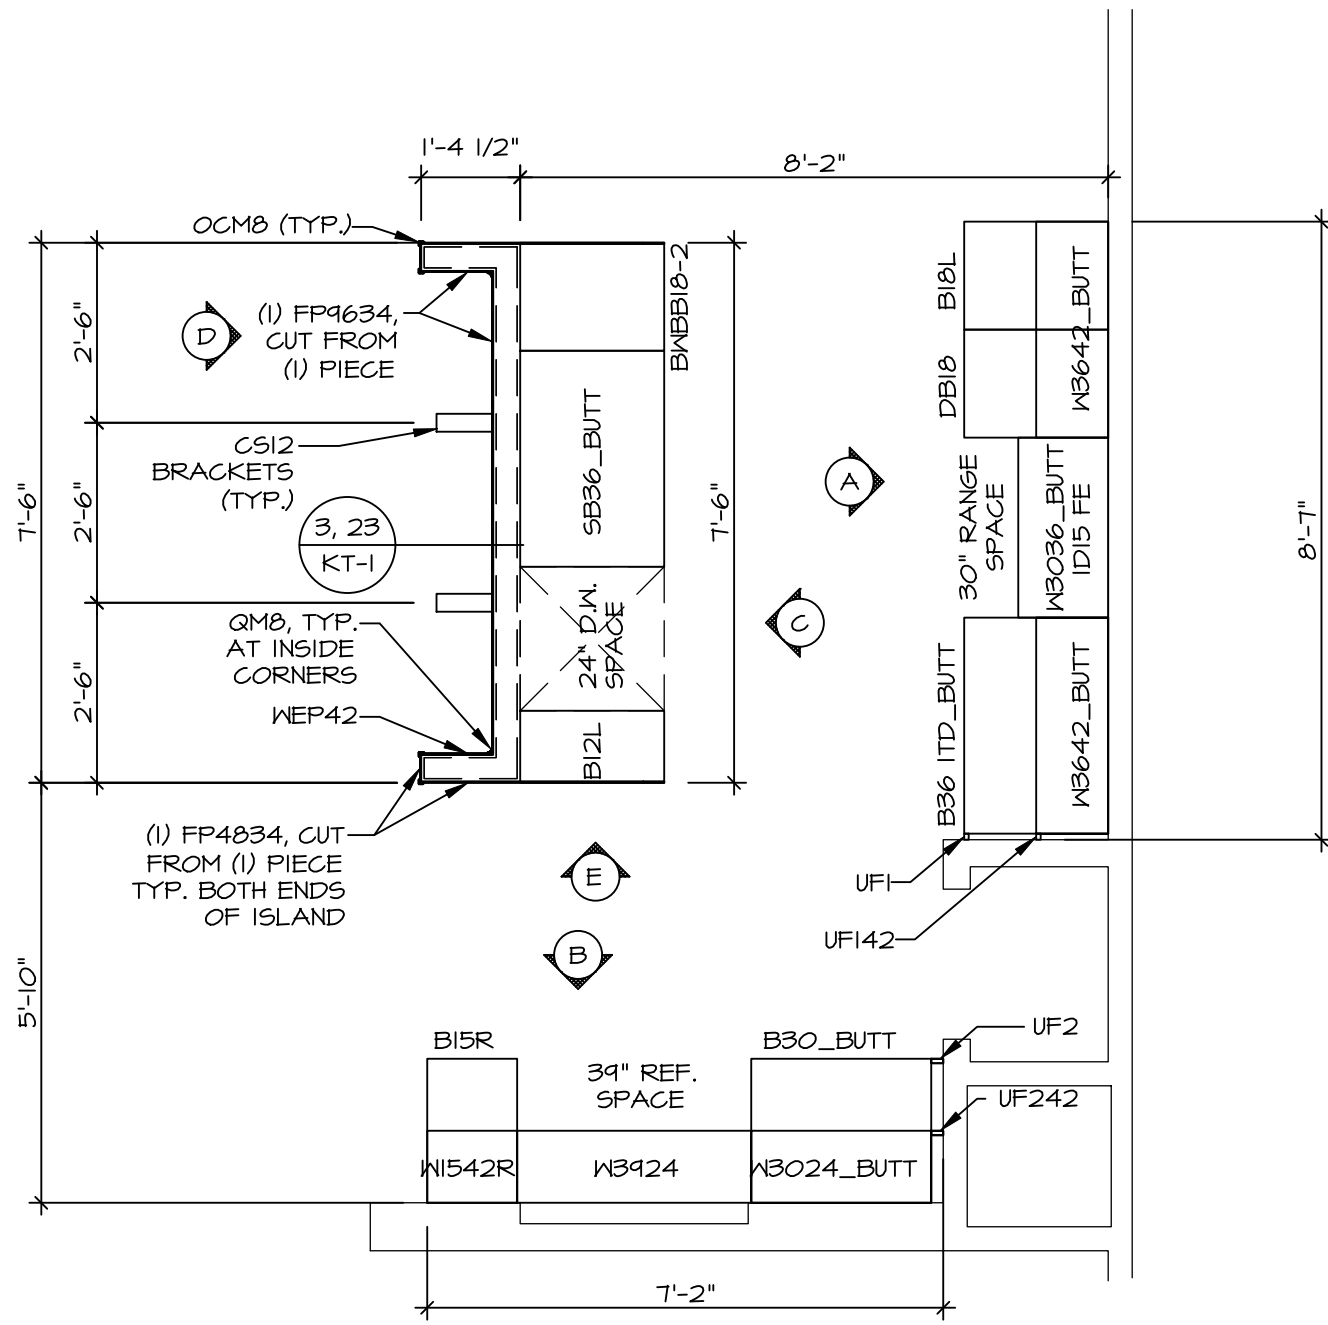 1'-4 1/2"
8'-2"
OCM8 (TYP.)
(1) FP9634,
CUT FROM
(1) PIECE
D
2'-6"
CS12
BRACKETS
(TYP.)
3, 23
KT-1
7'-6"
2'-6"
QM8, TYP.
AT INSIDE
CORNERS
2'-6"
WEP42
(1) FP4834, CUT
FROM (1) PIECE
TYP. BOTH ENDS
OF ISLAND
5'-10"
BWBB18-2
SB36_BUTT
24" D.W.
SPACE
B12L
7'-6"
A
C
E
B
B18L
W3642_BUTT
DB18
30" RANGE
SPACE
W3036_BUTT
ID15 FE
B36 1TD_BUTT
W3642_BUTT
8'-7"
UF1
UF142
UF2
UF242
B15R
39" REF.
SPACE
B30_BUTT
W1542R
W3924
W3024_BUTT
7'-2"